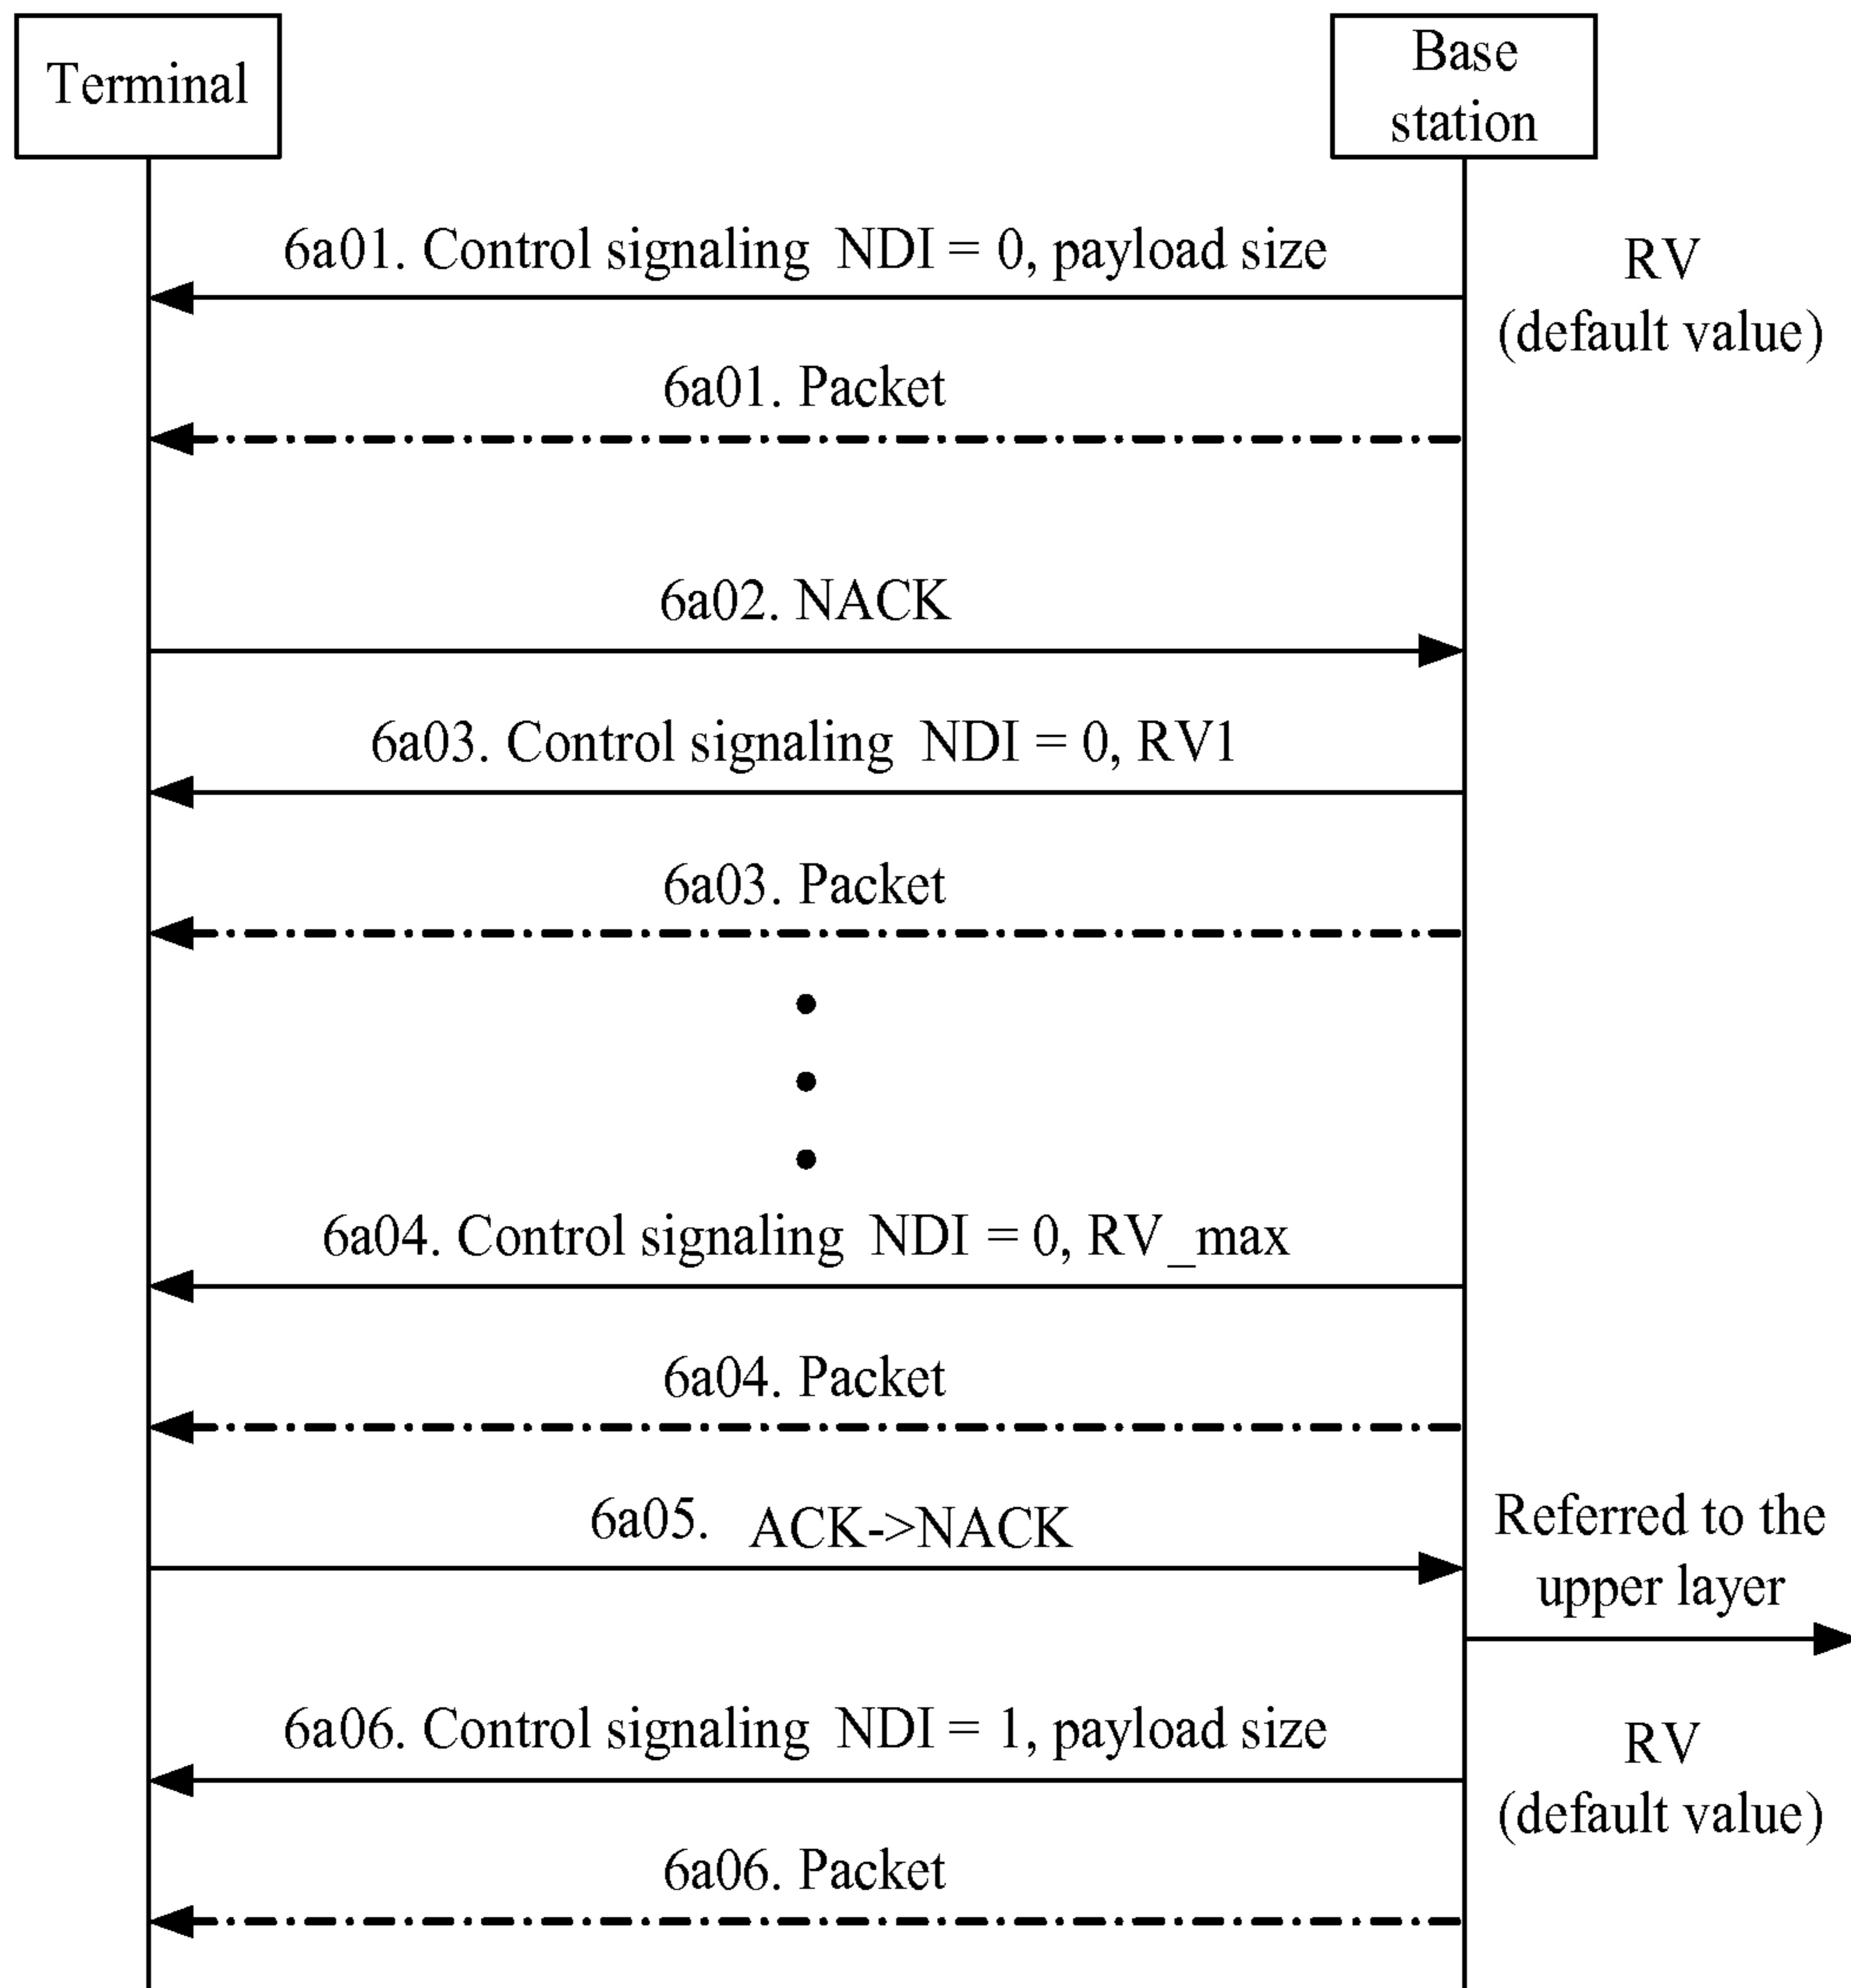 Terminal
Base
station
6a01. Control signaling NDI = 0, payload size
RV
(default value)
6a01. Packet
6a02. NACK
6a03. Control signaling NDI = 0, RV1
6a03. Packet
6a04. Control signaling NDI = 0, RV_max
6a04. Packet
6a05. ACK->NACK
Referred to the
upper layer
6a06. Control signaling NDI = 1, payload size
RV
(default value)
6a06. Packet